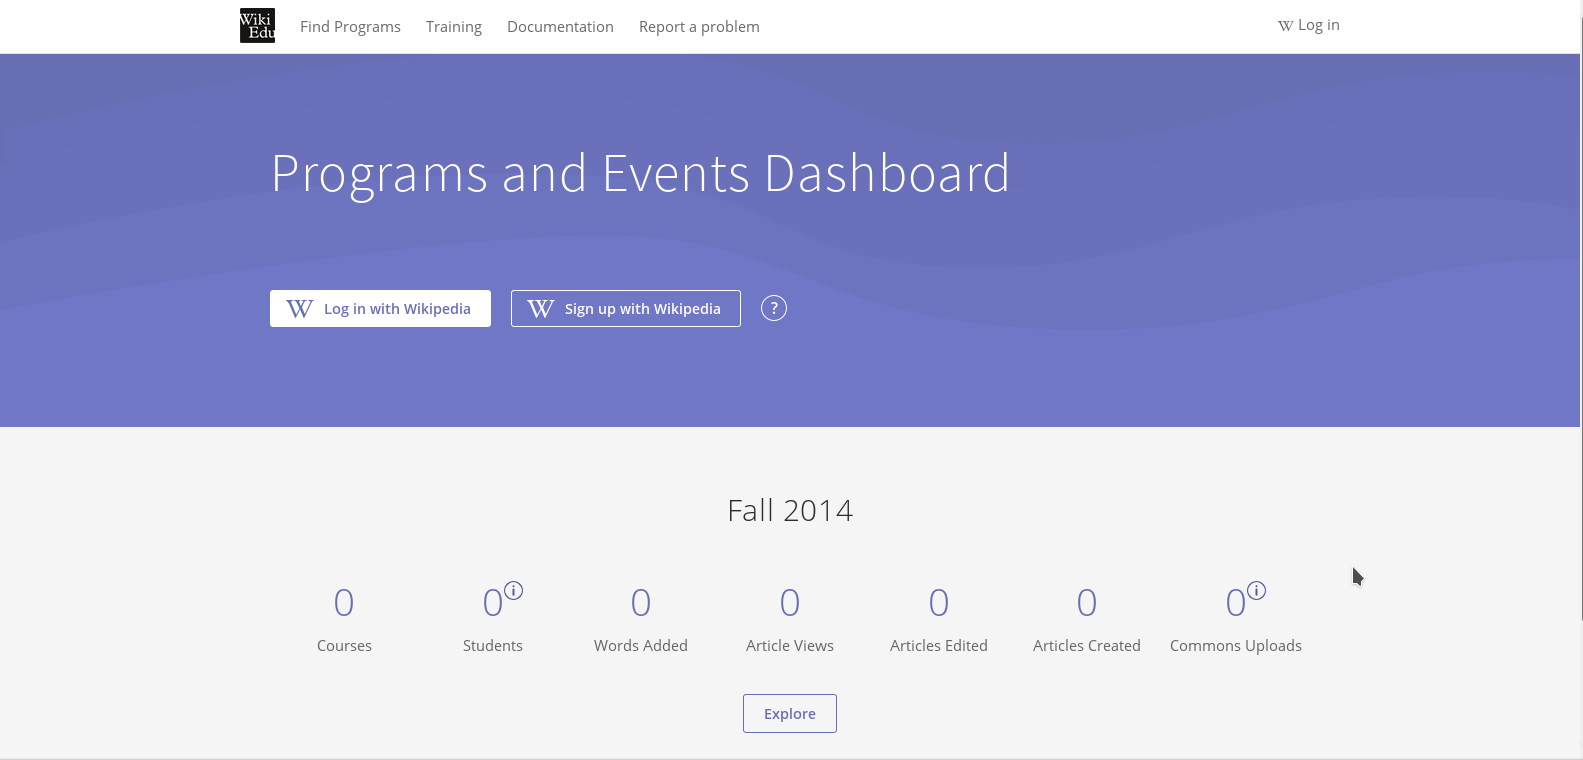 Wiki
Edu
Find Programs Training Documentation Report a problem
W Log in
Programs and Events Dashboard
W Log in with Wikipedia W Sign up with Wikipedia ?
Fall 2014
0 0 i 0 0 0 0 0 i
Courses Students Words Added Article Views Articles Edited Articles Created Commons Uploads
Explore